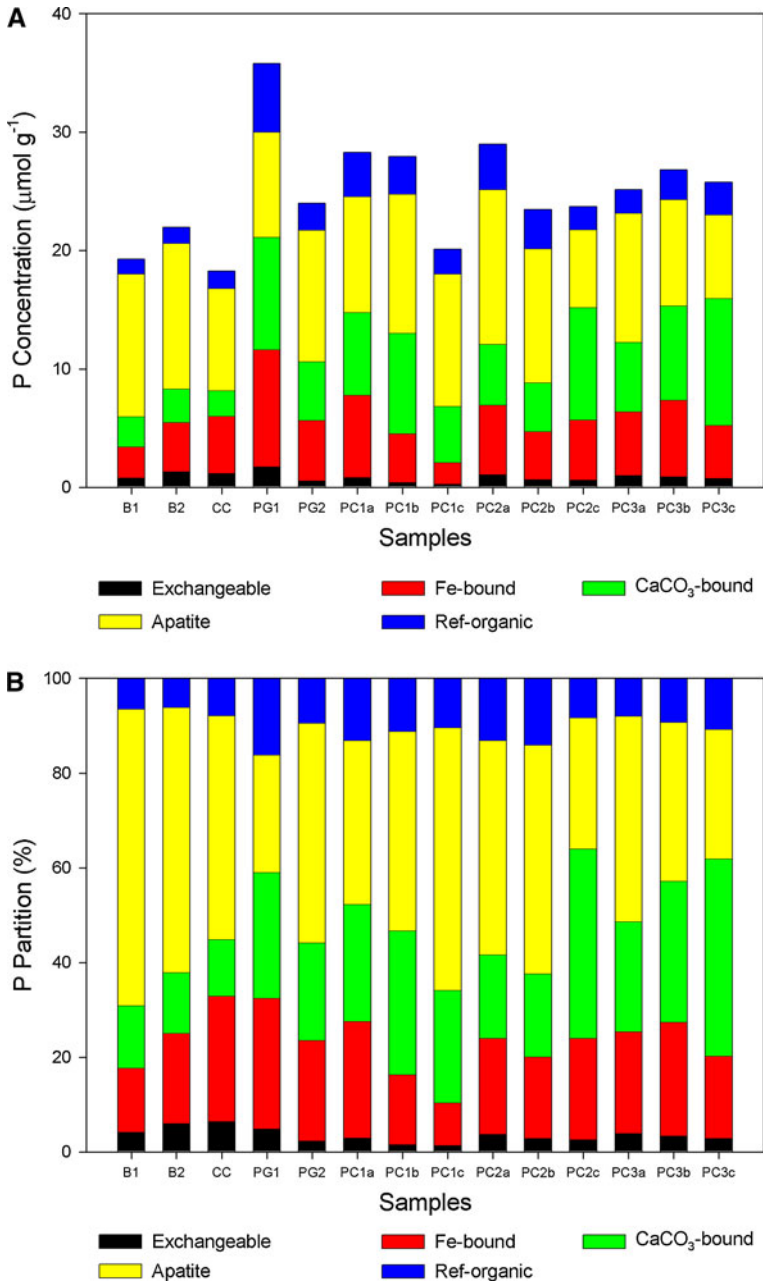 A
P Concentration (μmol g⁻¹)
40
30
20
10
0
B1 B2 CC PG1 PG2 PC1a PC1b PC1c PC2a PC2b PC2c PC3a PC3b PC3c
Samples
Exchangeable Fe-bound CaCO₃-bound
Apatite Ref-organic
B
P Partition (%)
100
80
60
40
20
0
B1 B2 CC PG1 PG2 PC1a PC1b PC1c PC2a PC2b PC2c PC3a PC3b PC3c
Samples
Exchangeable Fe-bound CaCO₃-bound
Apatite Ref-organic